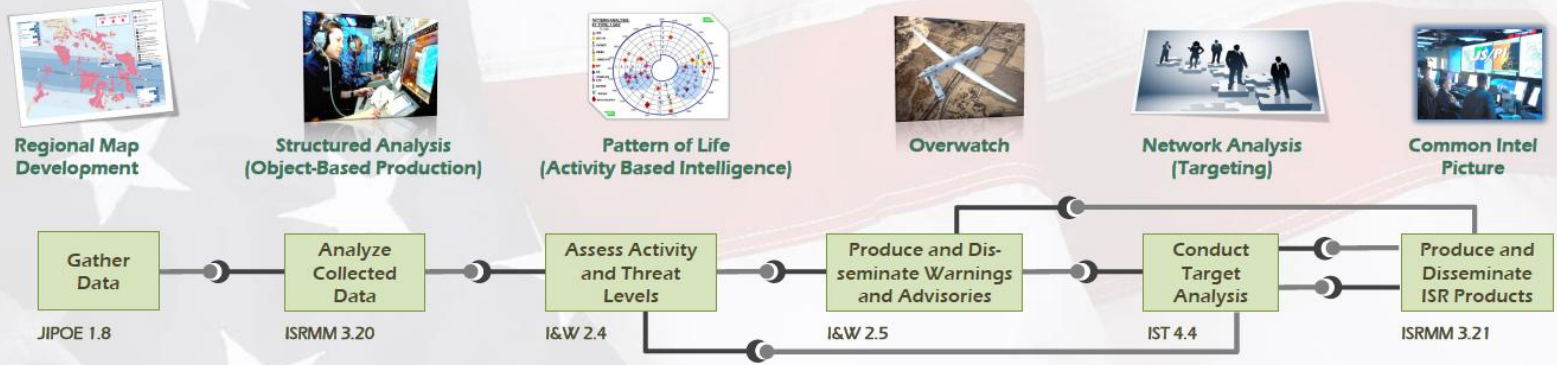 Regional Map
Development
Structured Analysis
(Object-Based Production)
Pattern of Life
(Activity Based Intelligence)
Overwatch
Network Analysis
(Targeting)
Common Intel
Picture
Gather
Data
Analyze
Collected
Data
Assess Activity
and Threat
Levels
Produce and Dis-
seminate Warnings
and Advisories
Conduct
Target
Analysis
Produce and
Disseminate
ISR Products
JIPOE 1.8
ISRMM 3.20
I&W 2.4
I&W 2.5
IST 4.4
ISRMM 3.21